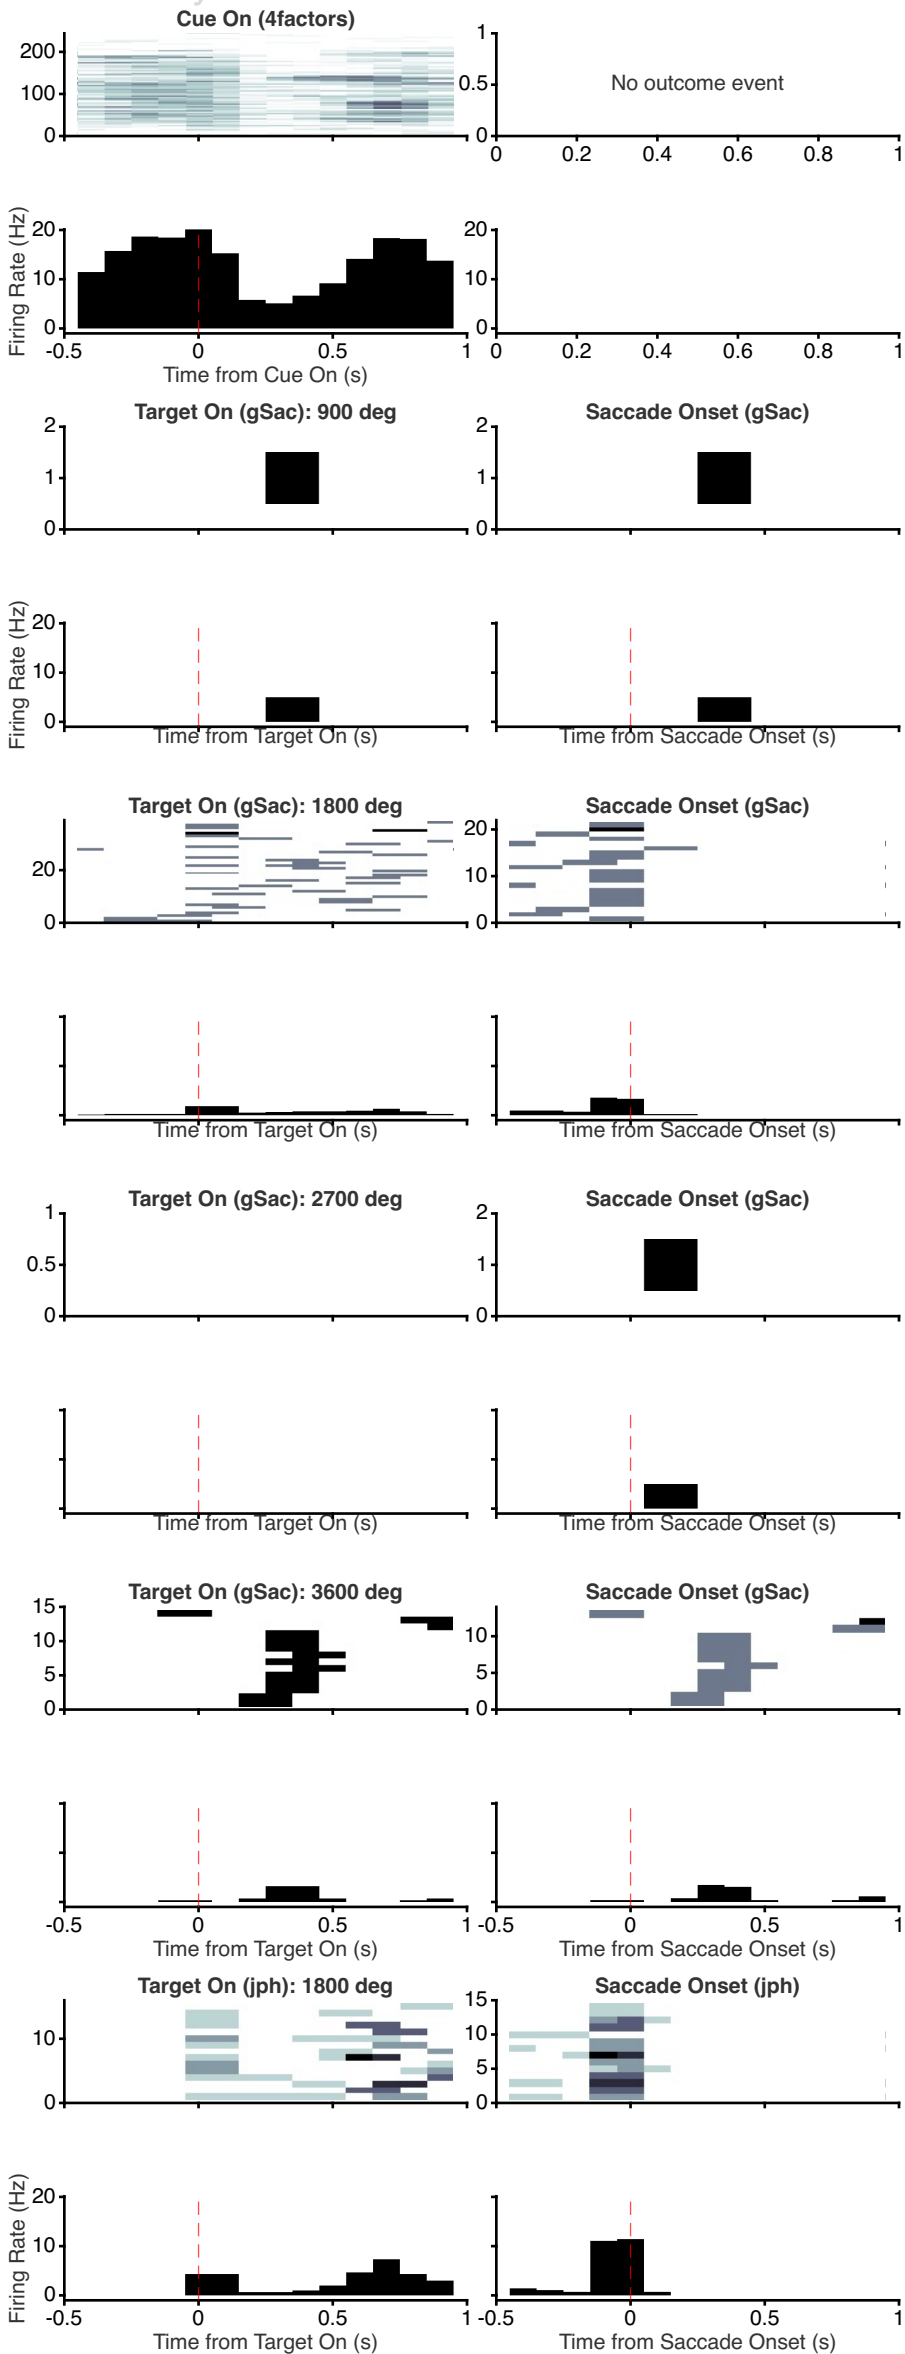 Cue On (4factors)
200
100
0
1
0.5
0
No outcome event
0 0.2 0.4 0.6 0.8 1
Firing Rate (Hz)
20
10
0
-0.5 0 0.5 1
Time from Cue On (s)
20
10
0
0 0.2 0.4 0.6 0.8 1
Target On (gSac): 900 deg
2
1
0
Saccade Onset (gSac)
2
1
0
Firing Rate (Hz)
20
10
0
Time from Target On (s)
20
10
0
Time from Saccade Onset (s)
Target On (gSac): 1800 deg
20
Saccade Onset (gSac)
20
10
0
Time from Target On (s)
Time from Saccade Onset (s)
Target On (gSac): 2700 deg
1
0.5
0
Saccade Onset (gSac)
2
1
0
Time from Target On (s)
Time from Saccade Onset (s)
Target On (gSac): 3600 deg
15
10
5
0
Saccade Onset (gSac)
10
5
0
-0.5 0 0.5 1
Time from Target On (s)
-0.5 0 0.5 1
Time from Saccade Onset (s)
Target On (jph): 1800 deg
10
0
Saccade Onset (jph)
15
10
5
0
Firing Rate (Hz)
20
10
0
-0.5 0 0.5 1
Time from Target On (s)
-0.5 0 0.5 1
Time from Saccade Onset (s)